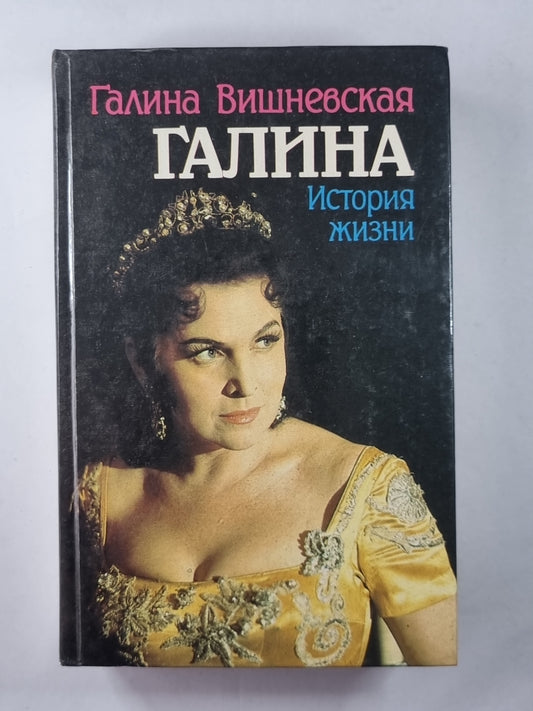 Галина Вишневская
ГАЛИНА
История
жизни